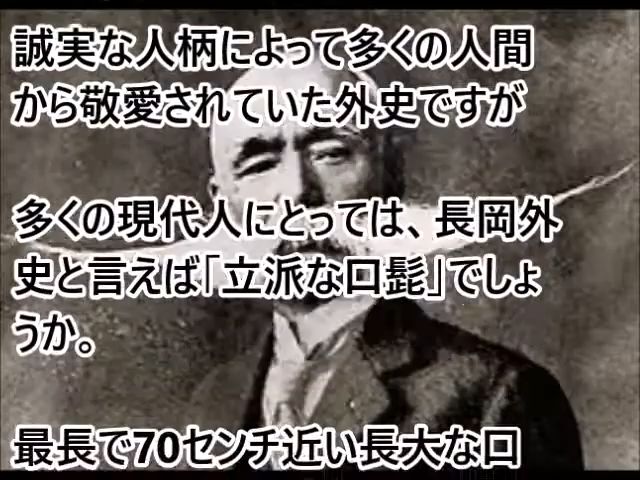 誠実な人柄によって多くの人間
から敬愛されていた外史ですが
多くの現代人にとっては、長岡外
史と言えば「立派な口髭」でしょ
うか。
最長で70センチ近い長大な口